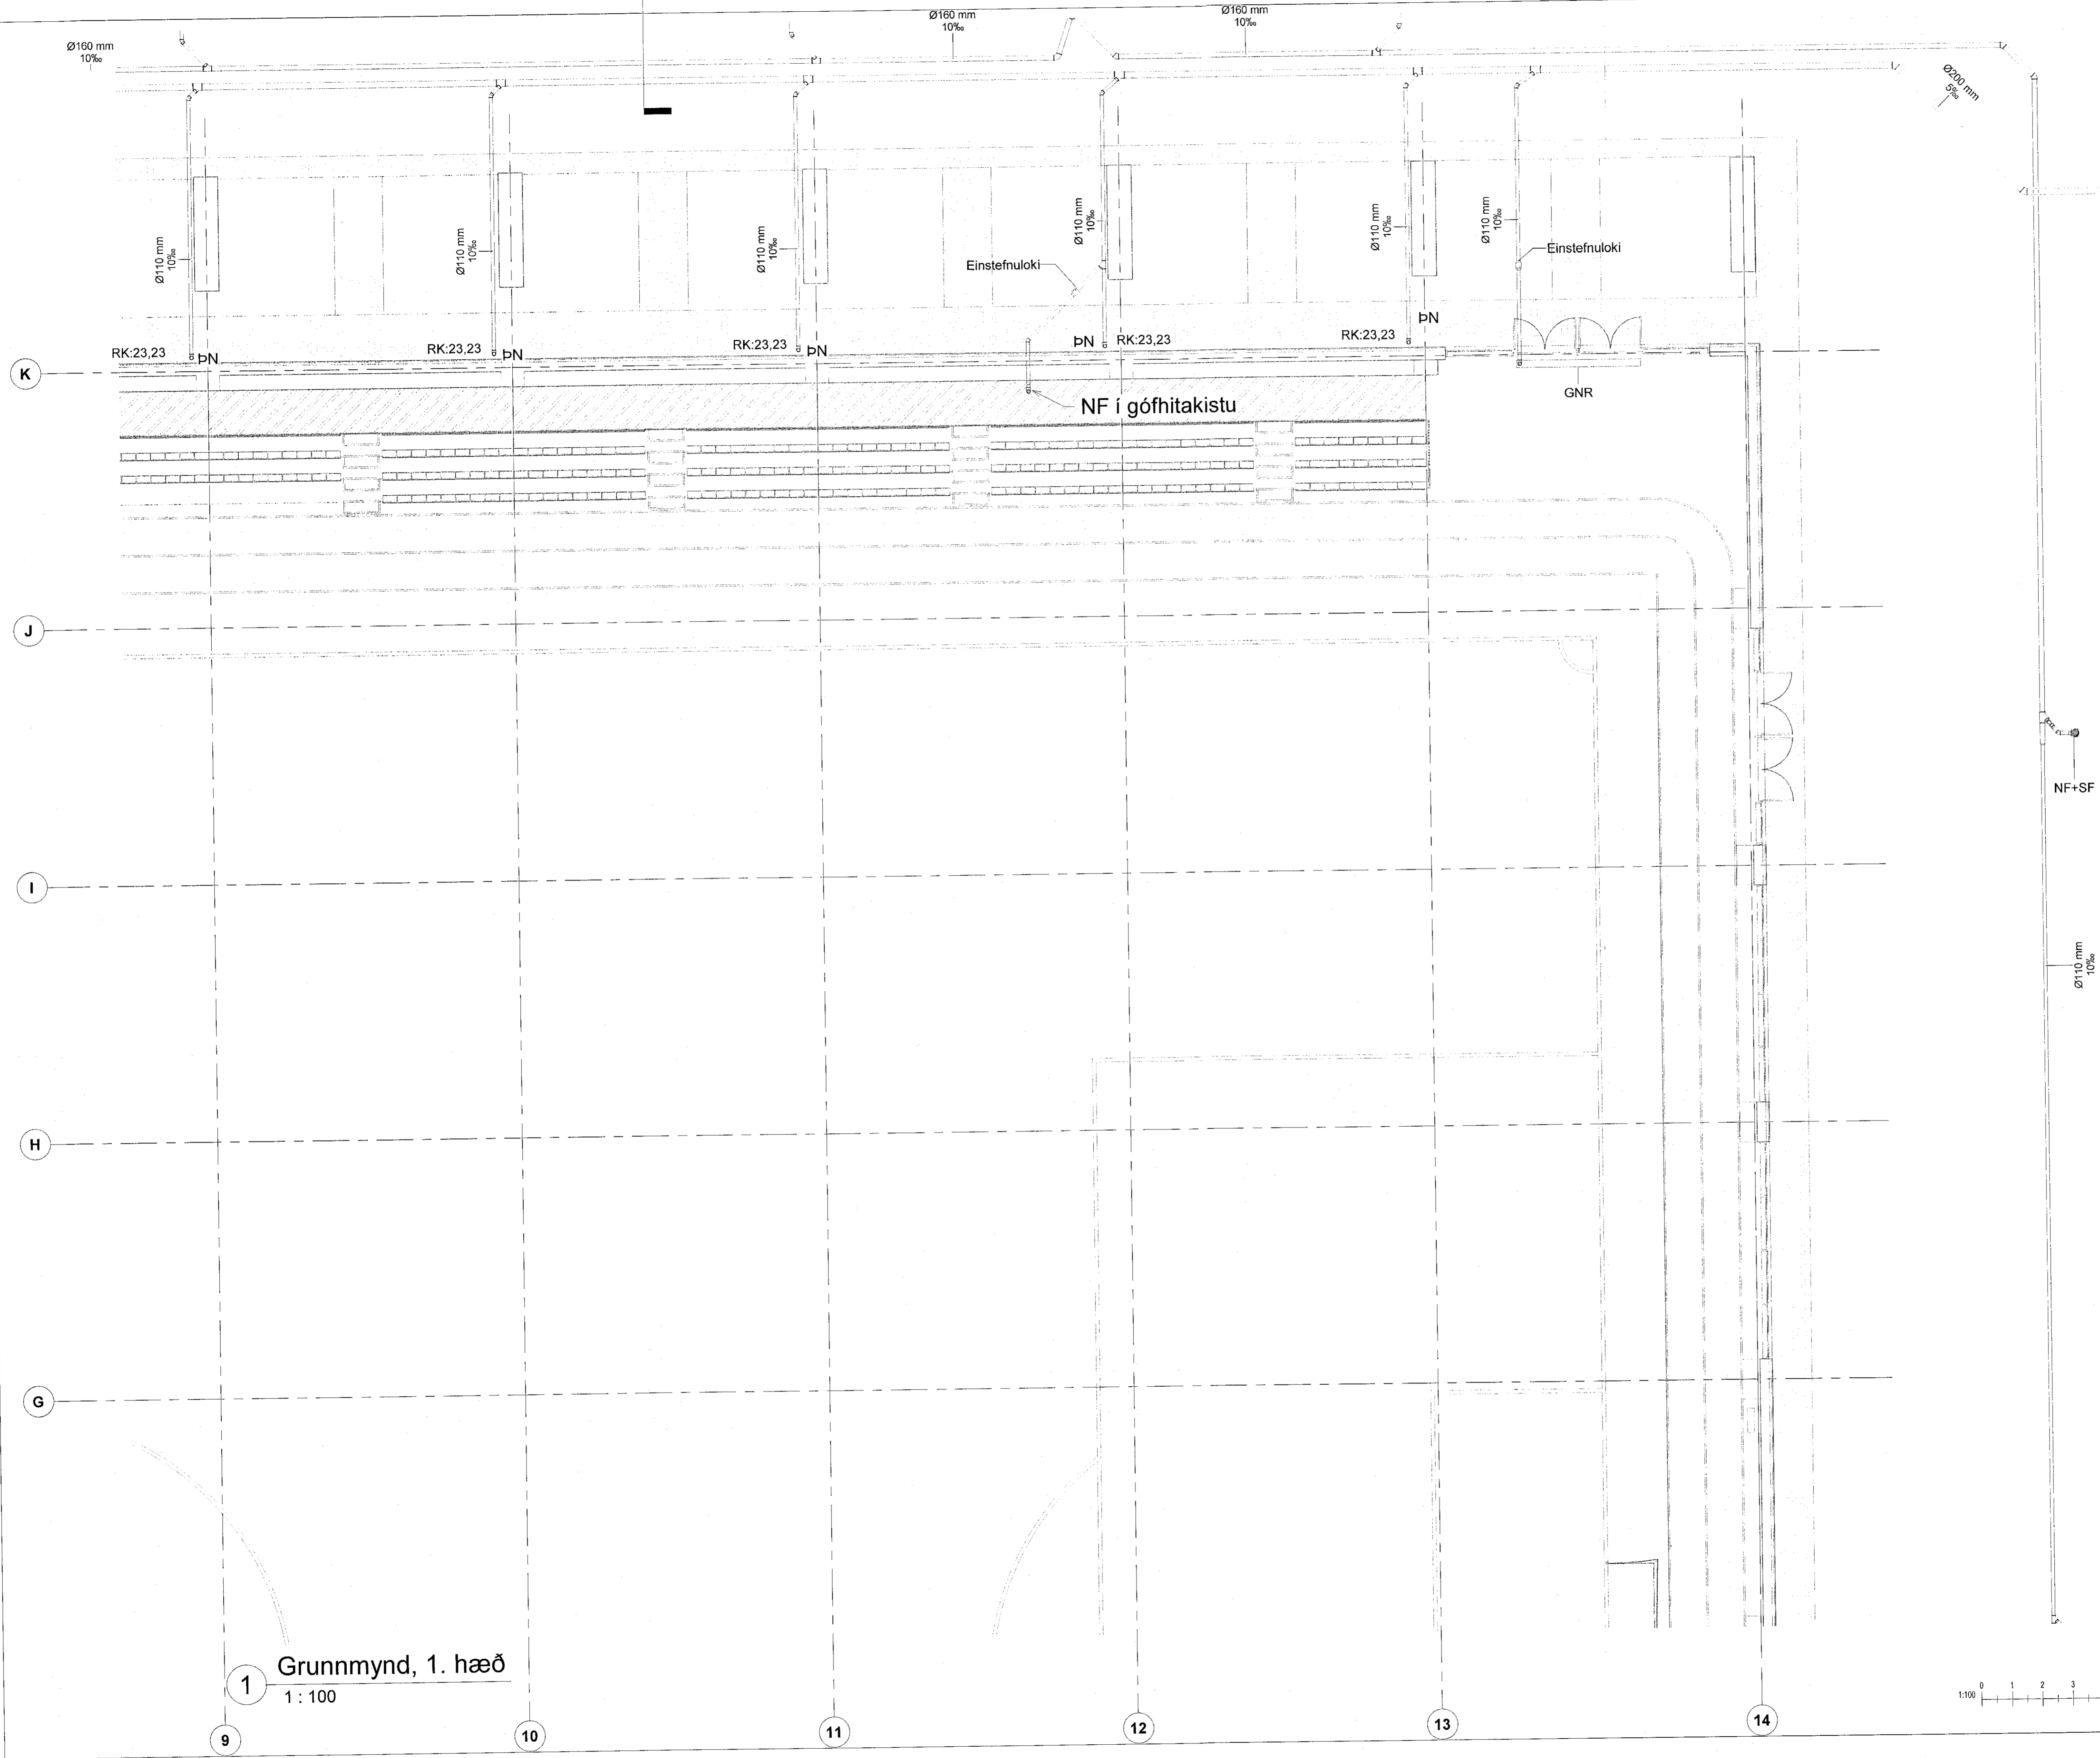 Ø160 mm
10‰
Ø160 mm
10‰
Ø160 mm
10‰
Ø200 mm
5‰
Ø110 mm
10‰
Ø110 mm
10‰
Ø110 mm
10‰
Ø110 mm
10‰
Ø110 mm
10‰
Ø110 mm
10‰
Einstefnuloki
Einstefnuloki
RK:23,23
ÞN
RK:23,23
ÞN
RK:23,23
ÞN
ÞN
RK:23,23
RK:23,23
ÞN
K
GNR
NF í gófhitakistu
J
NF+SF
I
Ø110 mm
10‰
H
G
1
Grunnmynd, 1. hæð
1 : 100
1:100
0
1
2
3
9
10
11
12
13
14